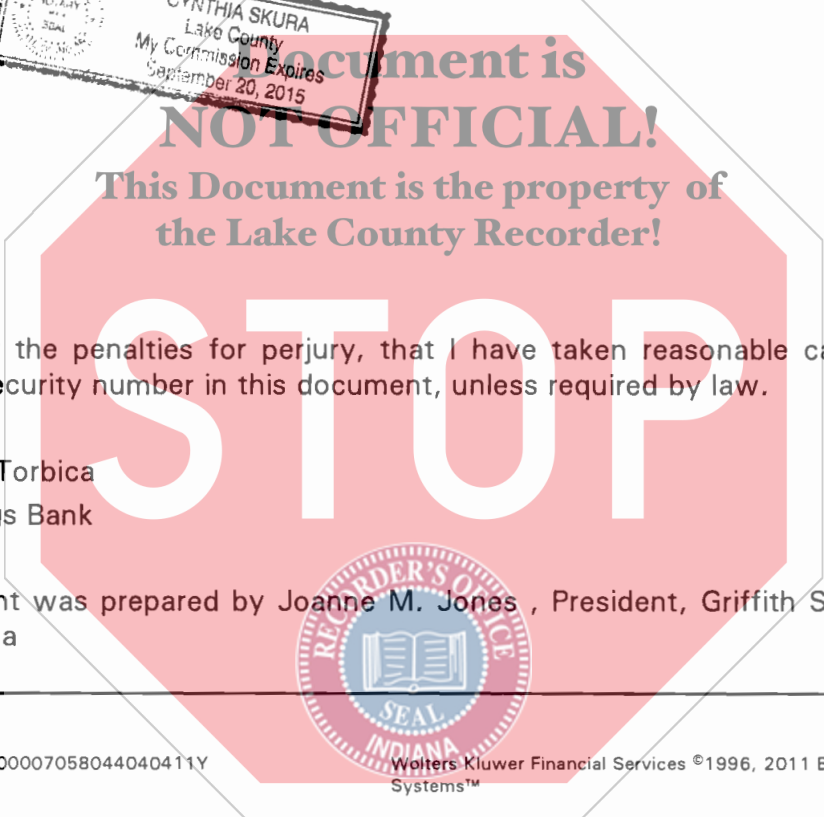 CYNTHIA SKURA
Lake County
My Commission Expires
September 20, 2015
SEAL
Document is
NOT OFFICIAL!
This Document is the property of
the Lake County Recorder!
STOP
the penalties for perjury, that I have taken reasonable ca
ecurity number in this document, unless required by law.
Torbica
s Bank
nt was prepared by Joanne M. Jones , President, Griffith S
a
RECORDER'S OFFICE
SEAL
INDIANA
00007058044040411Y
Wolters Kluwer Financial Services ©1996, 2011 B
Systems™